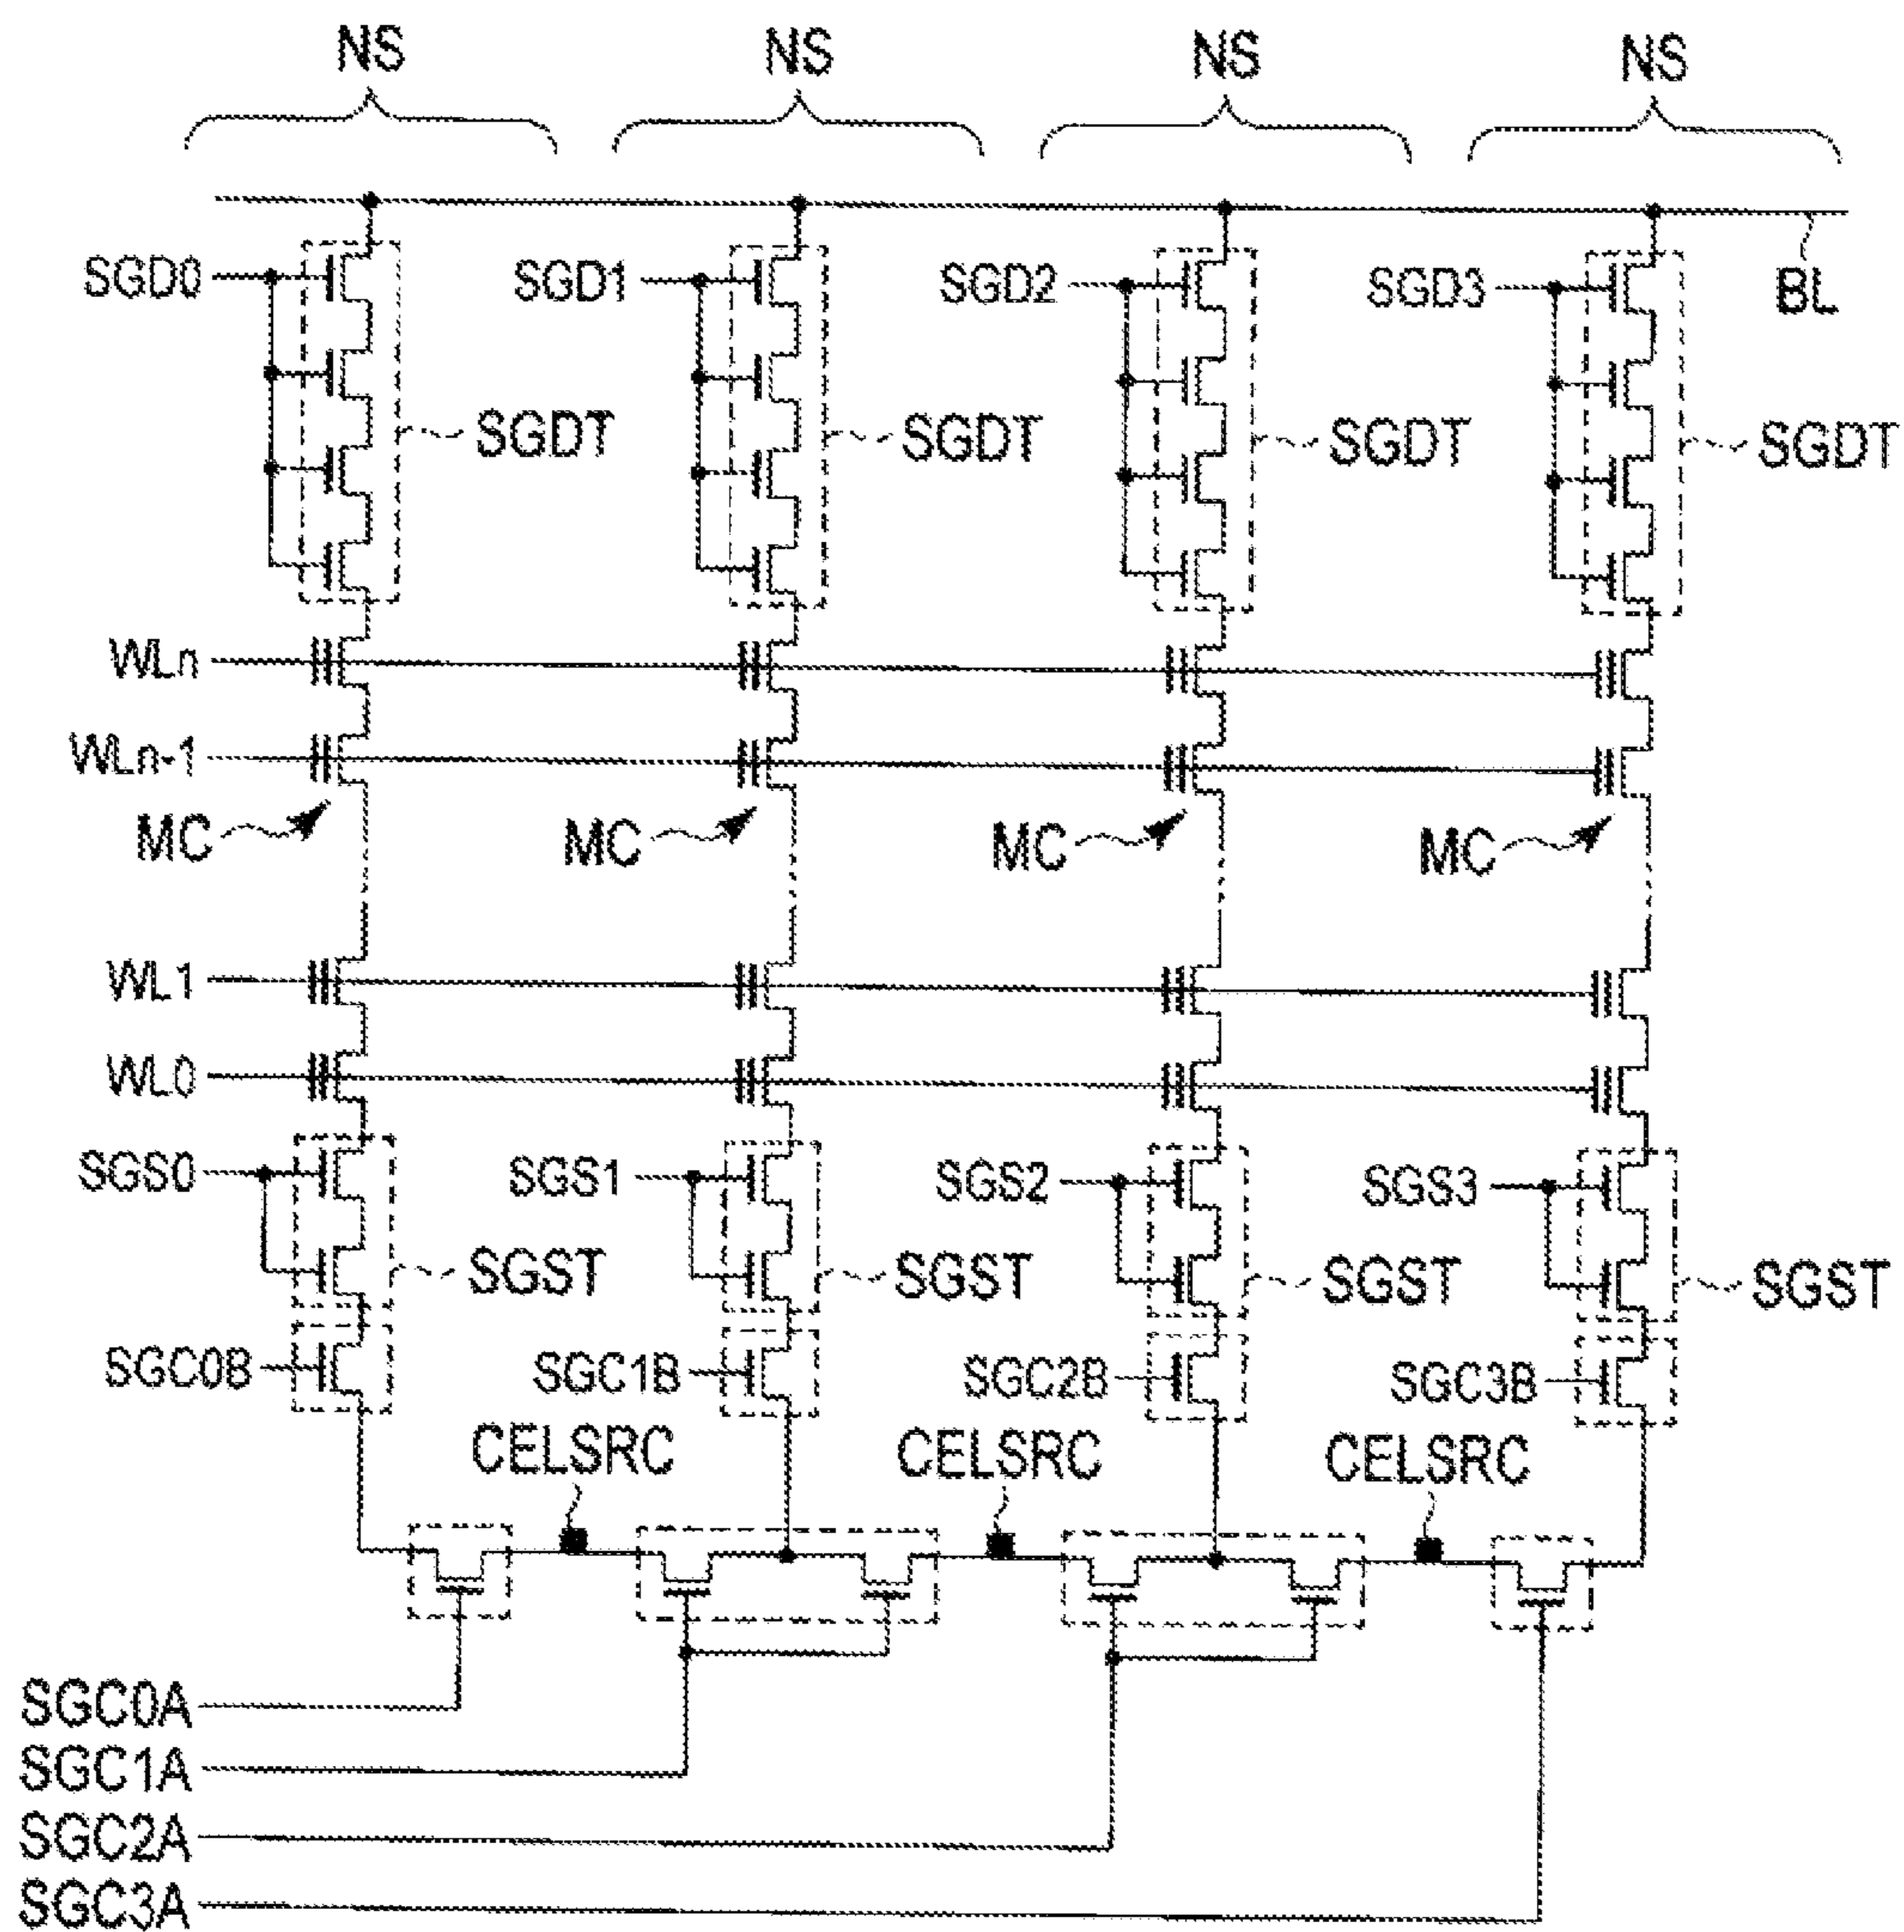 NS NS NS NS
SGD0 SGD1 SGD2 SGD3 BL
SGDT SGDT SGDT SGDT
WLn
WLn-1
MC MC MC MC
WL1
WL0
SGS0 SGS1 SGS2 SGS3
SGST SGST SGST SGST
SGC0B SGC1B SGC2B SGC3B
CELSRC CELSRC CELSRC
SGC0A
SGC1A
SGC2A
SGC3A